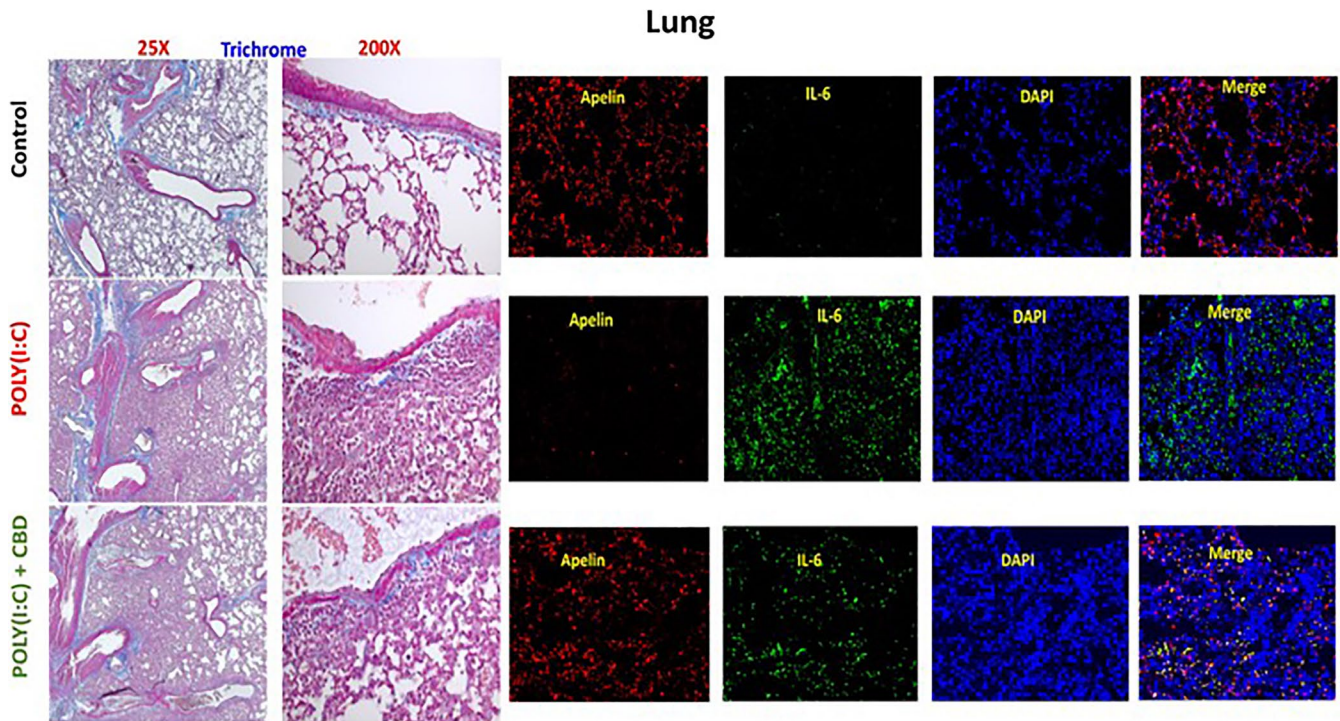 Lung
25X Trichrome 200X
Control
Apelin IL-6 DAPI Merge
POLY(I:C)
Apelin IL-6 DAPI Merge
POLY(I:C) + CBD
Apelin IL-6 DAPI Merge